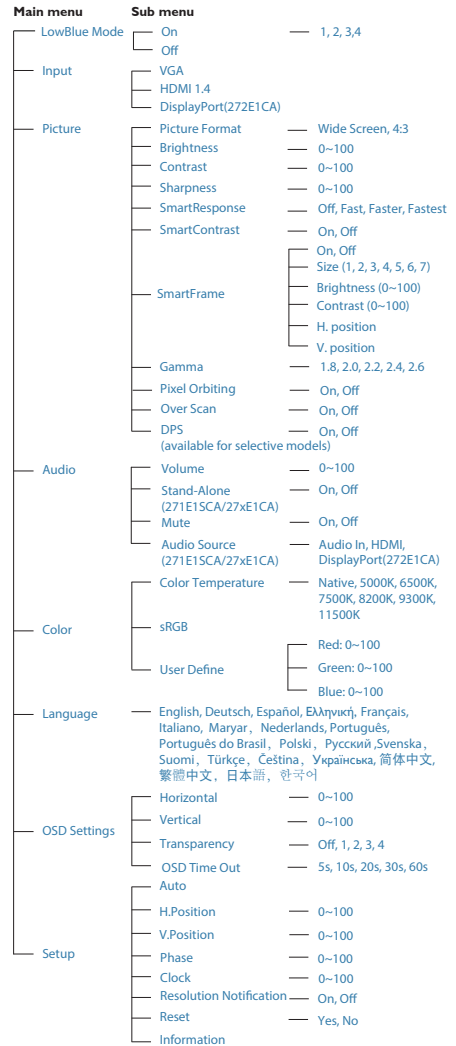 Main menu Sub menu
LowBlue Mode On 1, 2, 3,4
Off
Input VGA
HDMI 1.4
DisplayPort(272E1CA)
Picture Picture Format Wide Screen, 4:3
Brightness 0~100
Contrast 0~100
Sharpness 0~100
SmartResponse Off, Fast, Faster, Fastest
SmartContrast On, Off
On, Off
Size (1, 2, 3, 4, 5, 6, 7)
SmartFrame Brightness (0~100)
Contrast (0~100)
H. position
V. position
Gamma 1.8, 2.0, 2.2, 2.4, 2.6
Pixel Orbiting On, Off
Over Scan On, Off
DPS On, Off
(available for selective models)
Audio Volume 0~100
Stand-Alone On, Off
(271E1SCA/27xE1CA)
Mute On, Off
Audio Source Audio In, HDMI,
(271E1SCA/27xE1CA) DisplayPort(272E1CA)
Color Temperature Native, 5000K, 6500K,
7500K, 8200K, 9300K,
11500K
Color sRGB
Red: 0~100
User Define Green: 0~100
Blue: 0~100
Language English, Deutsch, Español, Ελληνική, Français,
Italiano, Maryar, Nederlands, Português,
Português do Brasil, Polski, Русский ,Svenska,
Suomi, Türkçe, Čeština, Українська, 简体中文,
繁體中文, 日本語, 한국어
Horizontal 0~100
Vertical 0~100
OSD Settings
Transparency Off, 1, 2, 3, 4
OSD Time Out 5s, 10s, 20s, 30s, 60s
Auto
H.Position 0~100
V.Position 0~100
Setup Phase 0~100
Clock 0~100
Resolution Notification On, Off
Reset Yes, No
Information